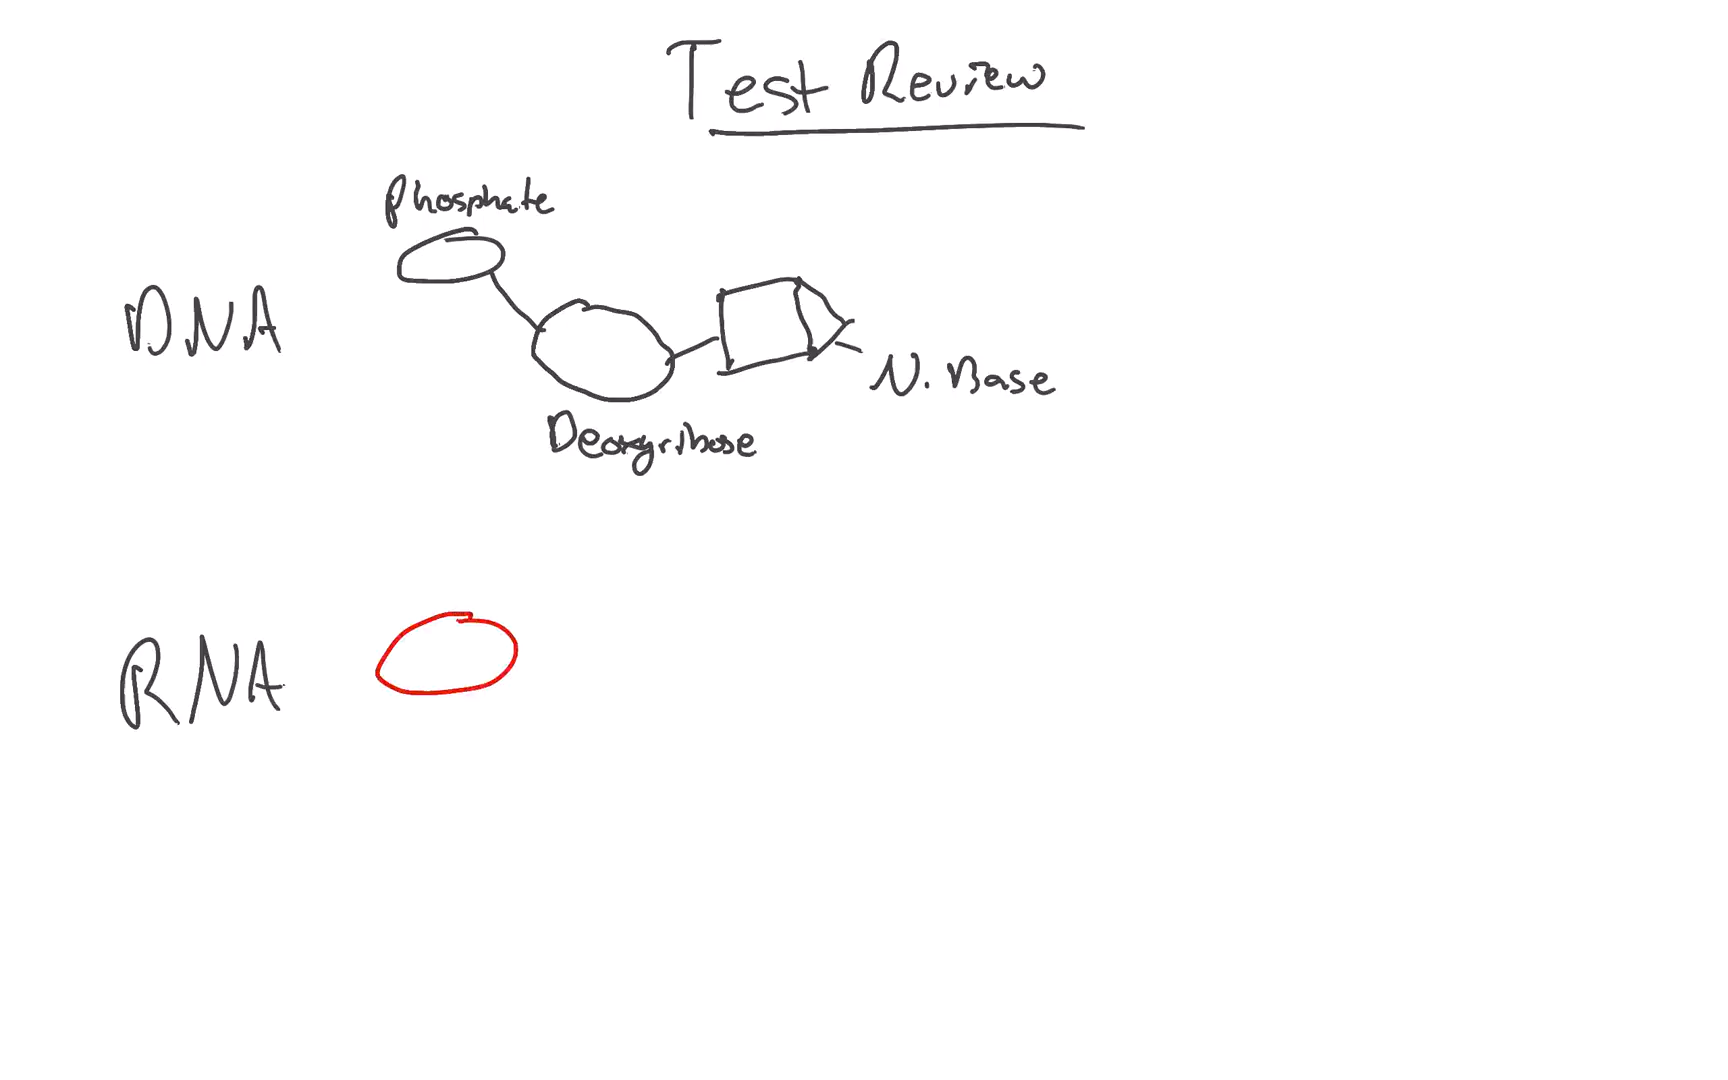 Test Review
Phosphate
DNA
N. Base
Deoxyribose
RNA